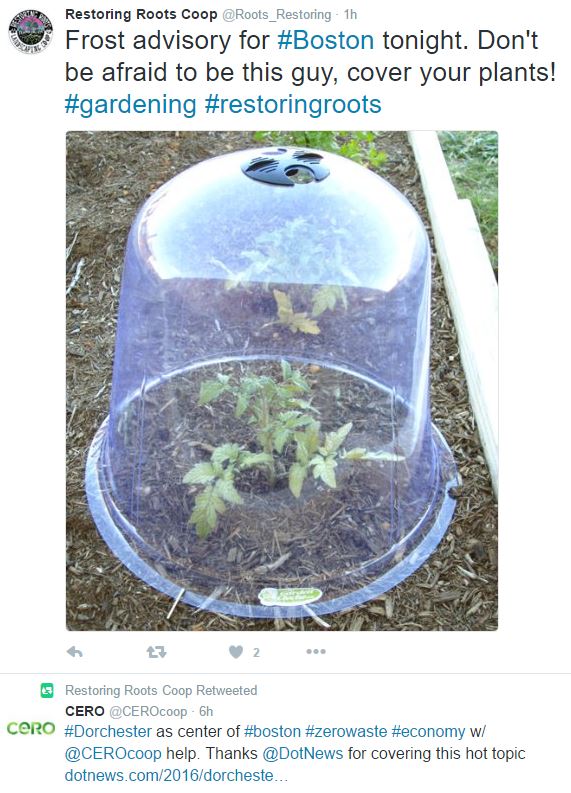 Restoring Roots Coop @Roots_Restoring · 1h
Frost advisory for #Boston tonight. Don't
be afraid to be this guy, cover your plants!
#gardening #restoringroots
2
Restoring Roots Coop Retweeted
CERO @CEROcoop · 6h
CERO
#Dorchester as center of #boston #zerowaste #economy w/
@CEROcoop help. Thanks @DotNews for covering this hot topic
dotnews.com/2016/dorcheste…